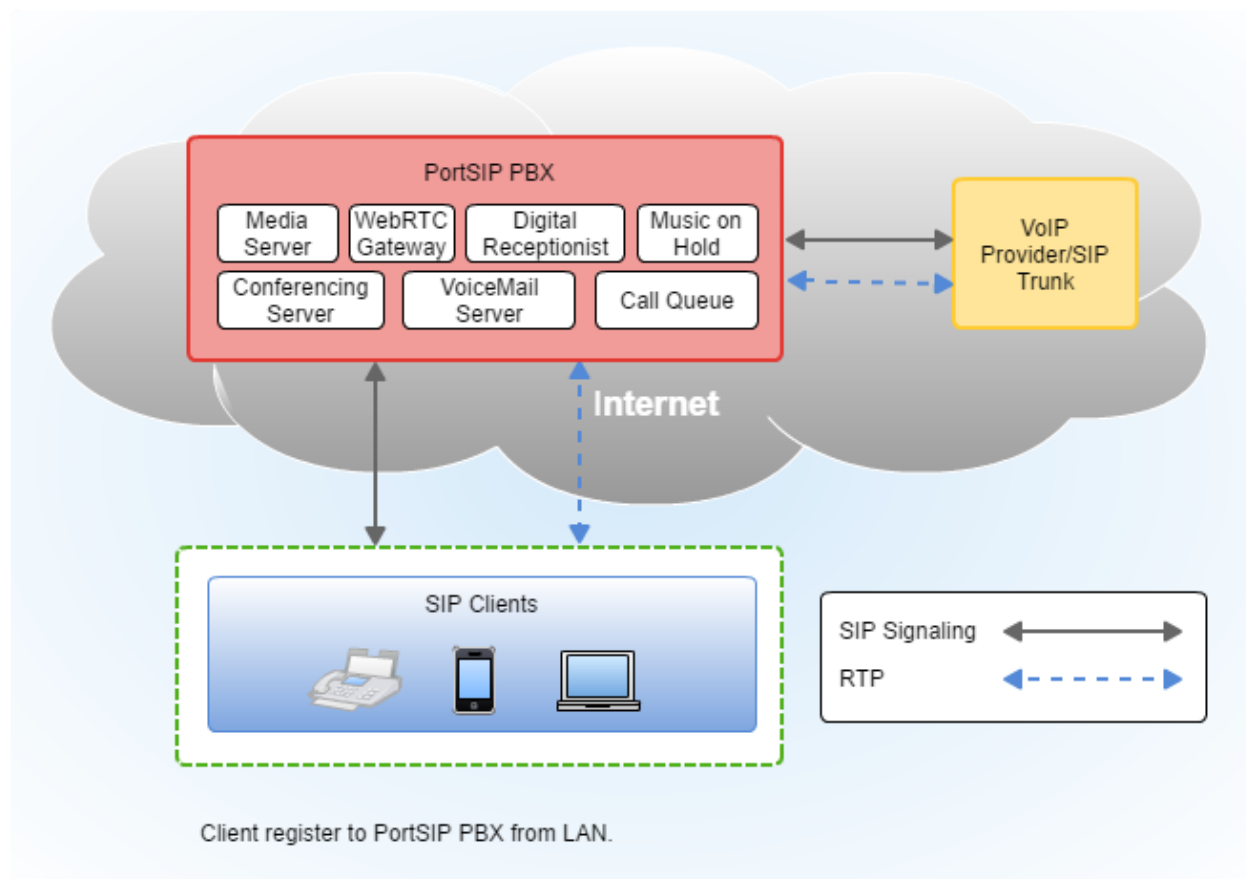 PortSIP PBX
Media
Server
WebRTC
Gateway
Digital
Receptionist
Music on
Hold
Conferencing
Server
VoiceMail
Server
Call Queue
VoIP
Provider/SIP
Trunk
Internet
SIP Clients
SIP Signaling
RTP
Client register to PortSIP PBX from LAN.